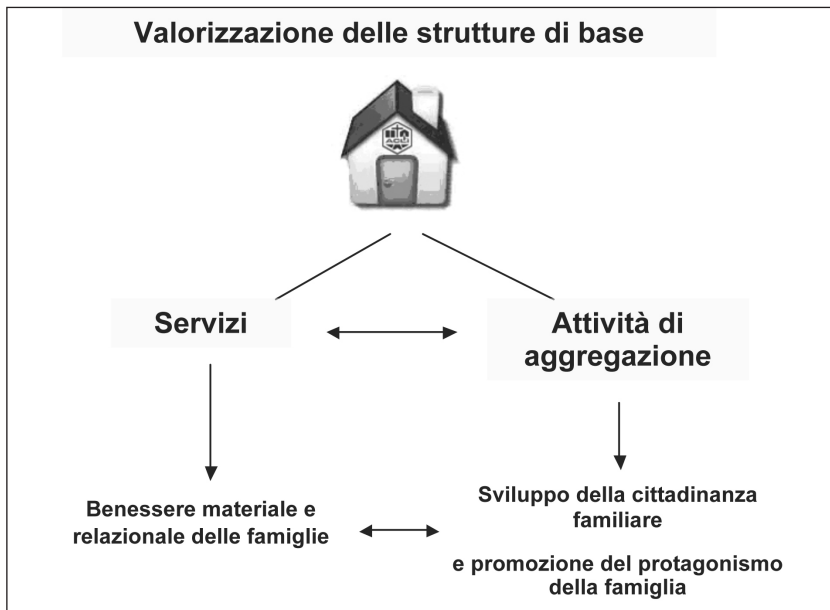 Valorizzazione delle strutture di base
ACLI
Servizi
Attività di
aggregazione
Benessere materiale e
relazionale delle famiglie
Sviluppo della cittadinanza
familiare
e promozione del protagonismo
della famiglia